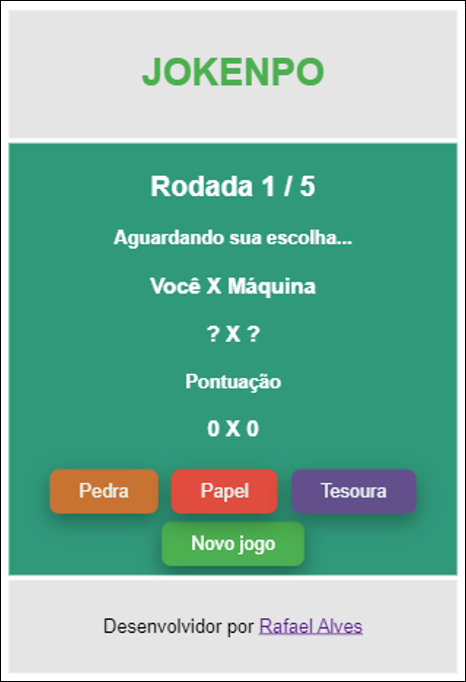 JOKENPO
Rodada 1 / 5
Aguardando sua escolha...
Você X Máquina
? X ?
Pontuação
0 X 0
Pedra Papel Tesoura
Novo jogo
Desenvolvidor por Rafael Alves